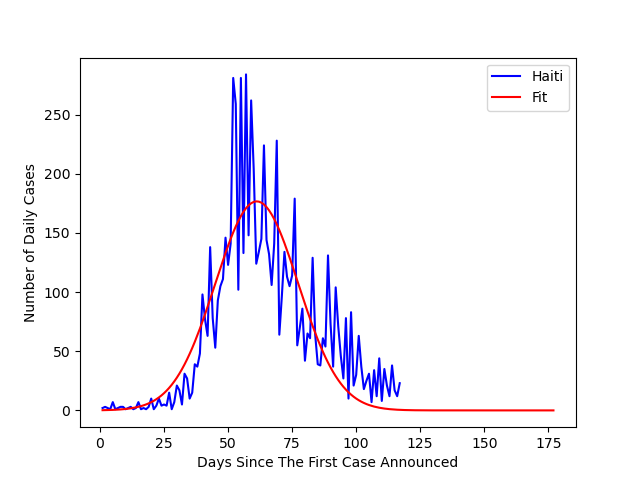 Haiti
Fit
250
200
150
100
50
0
Number of Daily Cases
0 25 50 75 100 125 150 175
Days Since The First Case Announced